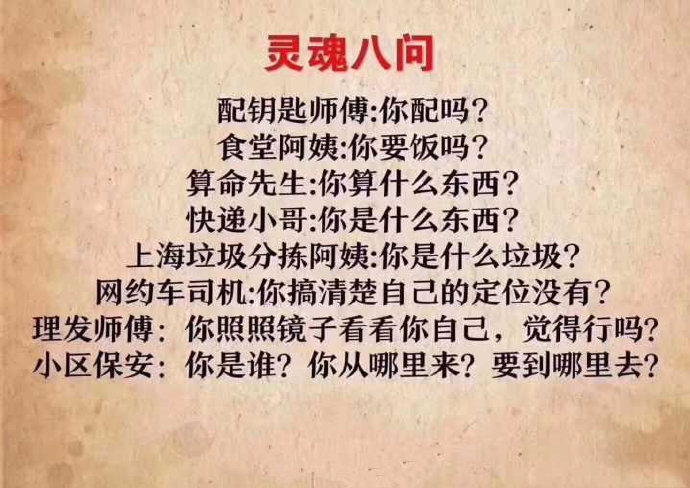 灵魂八问
配钥匙师傅:你配吗?
食堂阿姨:你要饭吗?
算命先生:你算什么东西?
快递小哥:你是什么东西?
上海垃圾分拣阿姨:你是什么垃圾?
网约车司机:你搞清楚自己的定位没有?
理发师傅：你照照镜子看看你自己，觉得行吗?
小区保安：你是谁？你从哪里来？要到哪里去?